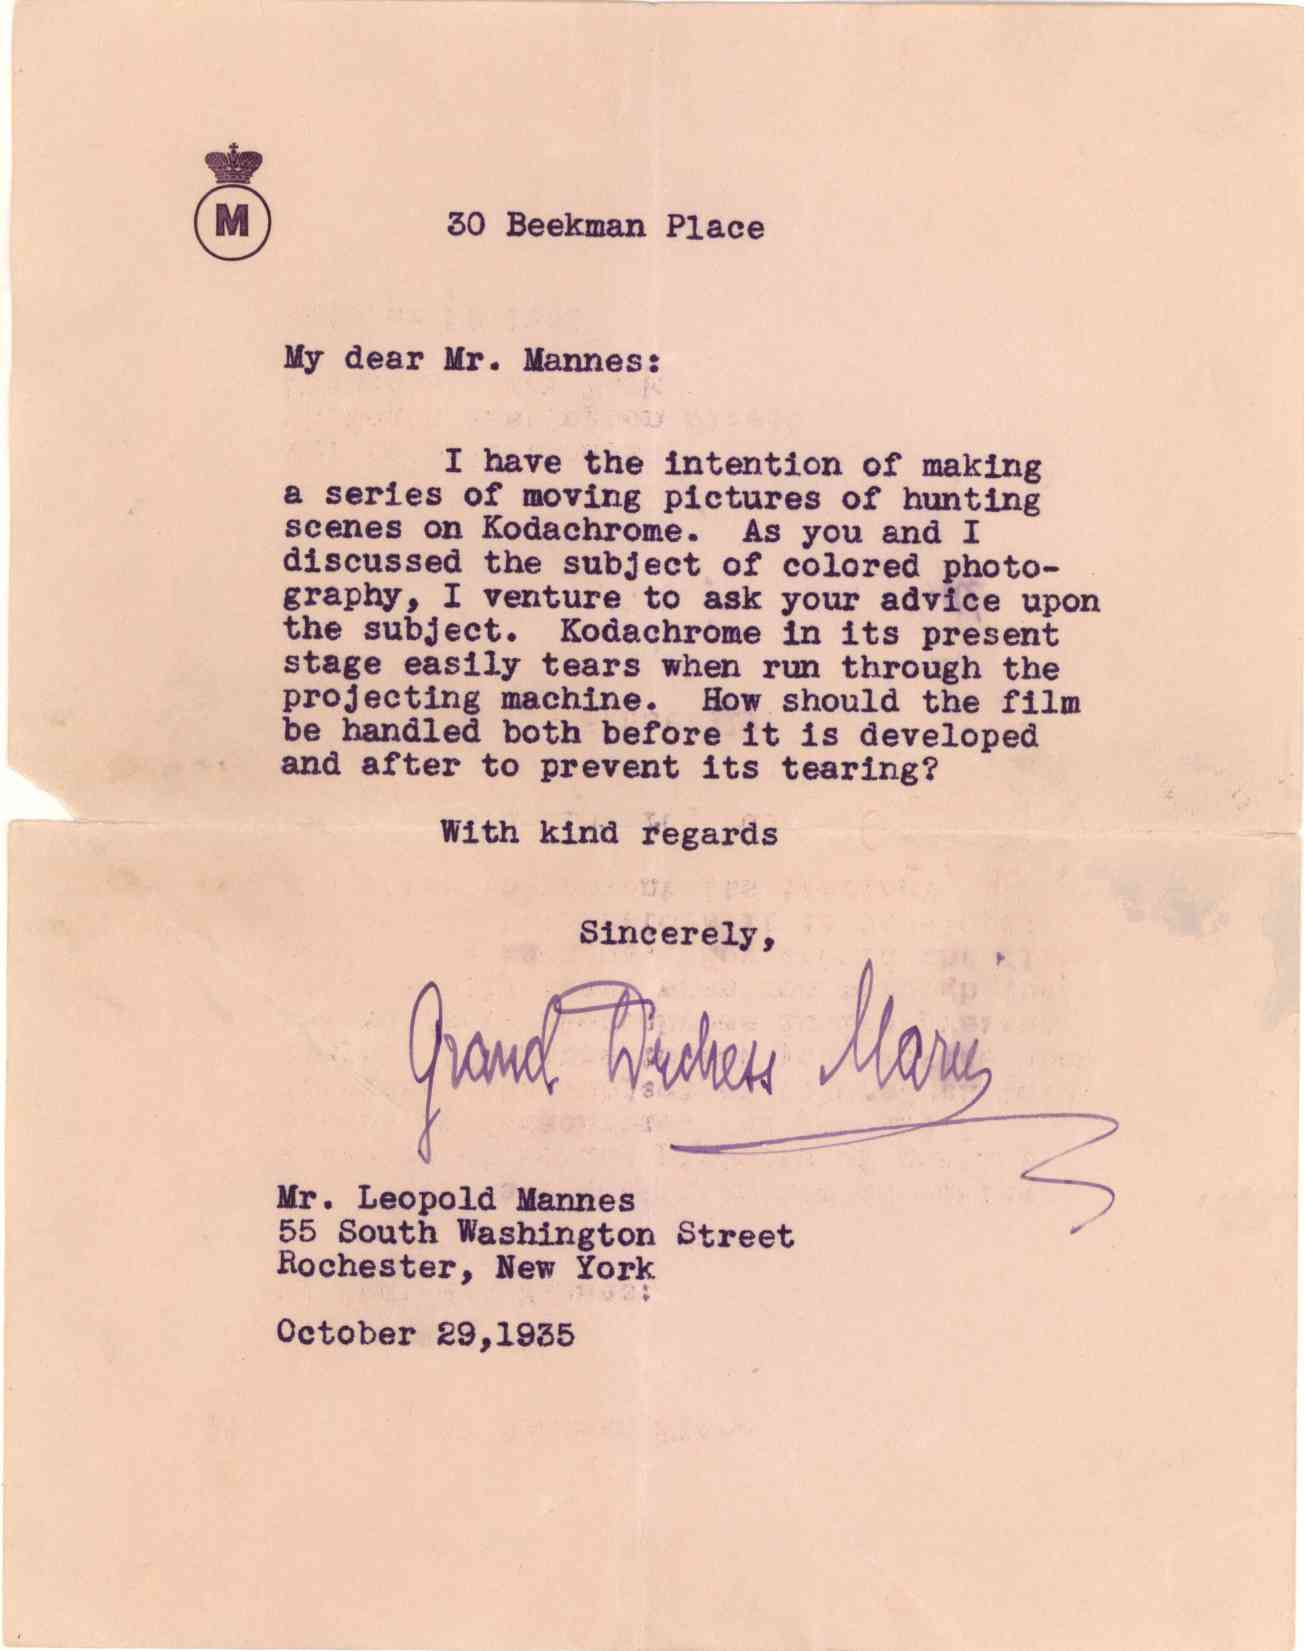 M
30 Beekman Place
My dear Mr. Mannes:
I have the intention of making
a series of moving pictures of hunting
scenes on Kodachrome.  As you and I
discussed the subject of colored photo-
graphy, I venture to ask your advice upon
the subject.  Kodachrome in its present
stage easily tears when run through the
projecting machine.  How should the film
be handled both before it is developed
and after to prevent its tearing?
With kind regards
Sincerely,
Grand Duchess Marie
Mr. Leopold Mannes
55 South Washington Street
Rochester, New York
October 29,1935